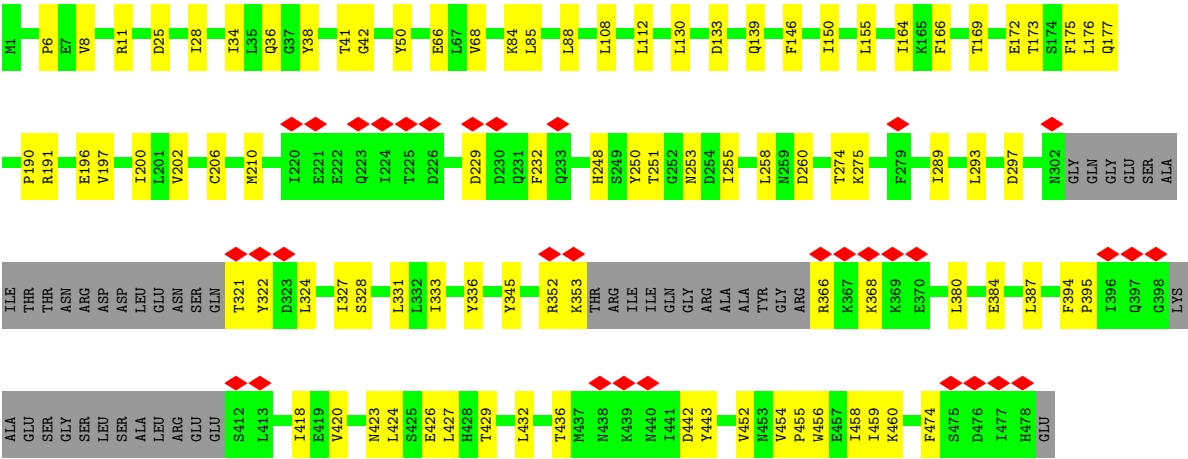 M1 P6 E7 V8 R11 D25 I28 I34 L35 Q36 G37 Y38 T41 G42 Y50 E66 L67 V68 K84 L85 L88 L108 L112 L130 D133 Q139 F146 I150 L155 I164 K165 F166 T169 E172 T173 S174 F175 L176 Q177
P190 R191 E196 V197 I200 L201 V202 C206 M210 I220 E221 E222 Q223 I224 T225 D226 D229 D230 Q231 F232 Q233 H248 S249 Y250 T251 G252 N253 D254 I255 L258 N259 D260 T274 K275 F279 I289 L293 D297 N302 GLY GLN GLY GLU SER ALA
ILE THR THR ASN ARG ASP ASP LEU GLU ASN SER GLN T321 Y322 D323 L324 I327 S328 L331 L332 I333 Y336 Y345 R352 K353 THR ARG ILE ILE GLN GLY ARG ALA ALA TYR GLY ARG R366 K367 K368 K369 E370 L380 E384 L387 F394 P395 I396 Q397 G398 LYS
ALA GLU SER GLY SER LEU SER ALA LEU ARG GLU GLU S412 L413 I418 E419 V420 N423 L424 S425 E426 L427 H428 T429 L432 T436 M437 N438 K439 N440 I441 D442 Y443 V452 N453 V454 P455 W456 E457 I458 I459 K460 F474 S475 D476 I477 H478 GLU